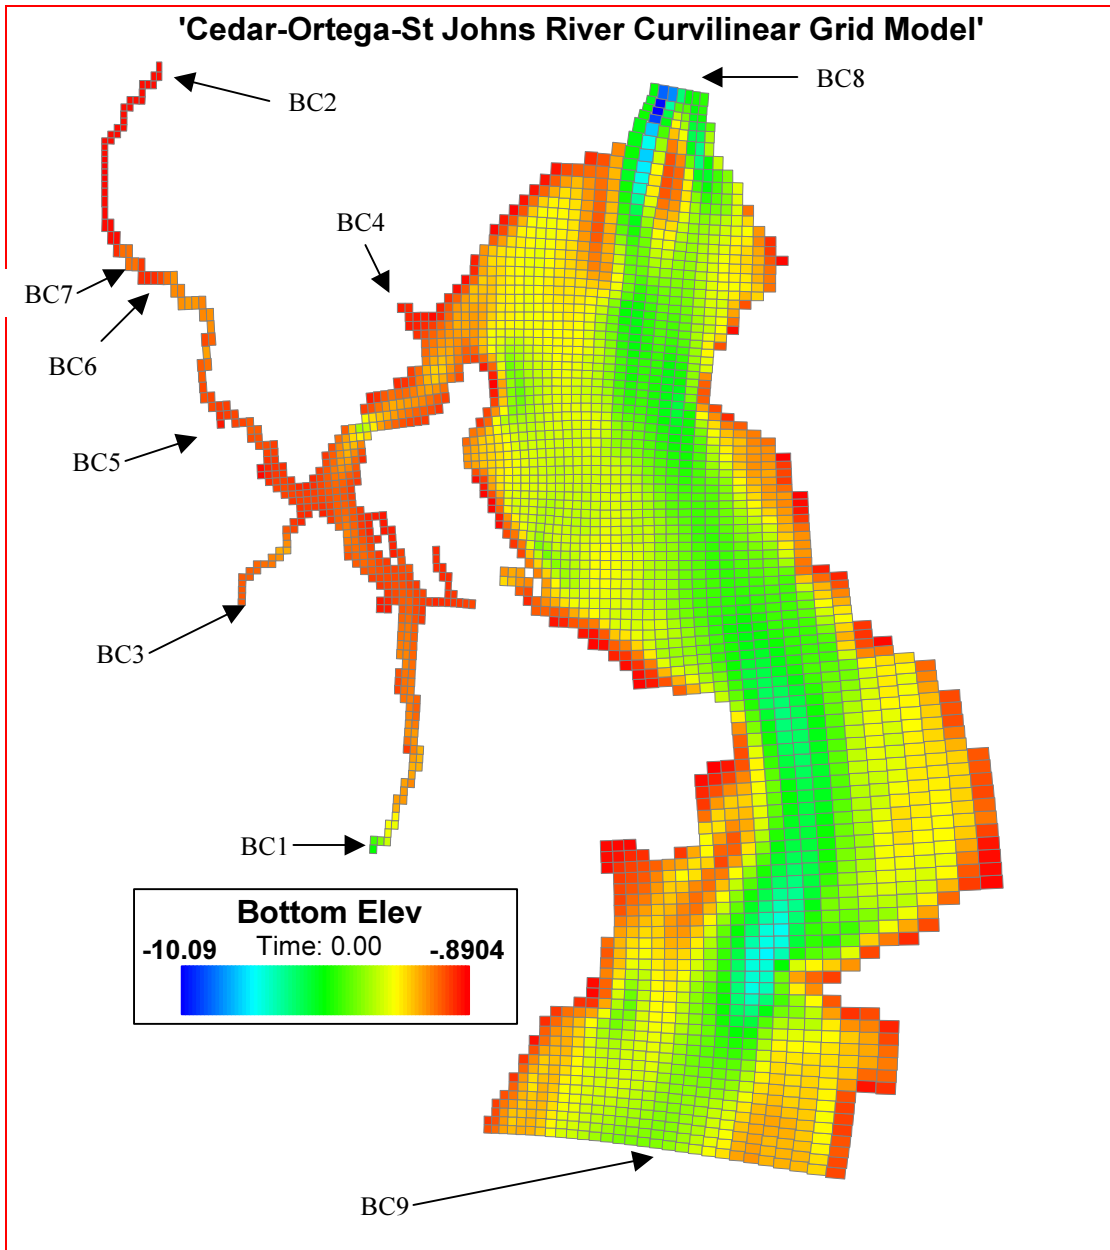 'Cedar-Ortega-St Johns River Curvilinear Grid Model'
BC8
BC2
BC4
BC7
BC6
BC5
BC3
BC1
Bottom Elev
-10.09 Time: 0.00 -.8904
BC9